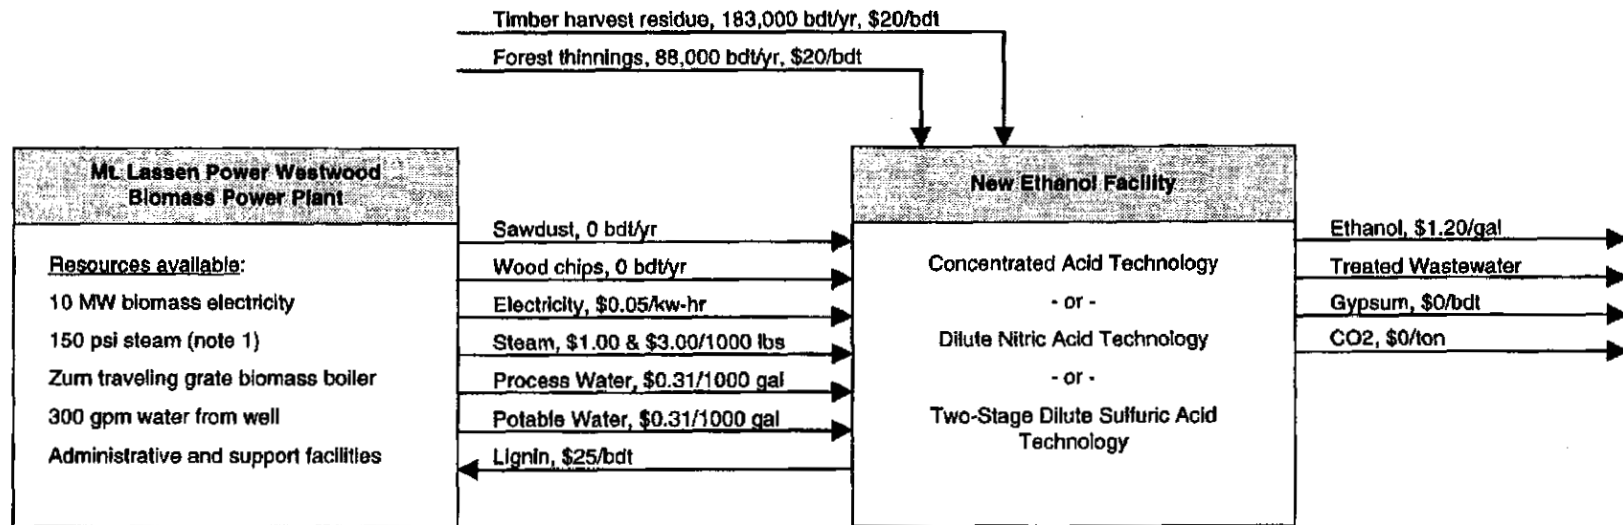 Timber harvest residue, 183,000 bdt/yr, $20/bdt
Forest thinnings, 88,000 bdt/yr, $20/bdt
Mt. Lassen Power Westwood
Biomass Power Plant
Resources available:
10 MW biomass electricity
150 psi steam (note 1)
Zurn traveling grate biomass boiler
300 gpm water from well
Administrative and support facilities
Sawdust, 0 bdt/yr
Wood chips, 0 bdt/yr
Electricity, $0.05/kw-hr
Steam, $1.00 & $3.00/1000 lbs
Process Water, $0.31/1000 gal
Potable Water, $0.31/1000 gal
Lignin, $25/bdt
New Ethanol Facility
Concentrated Acid Technology
- or -
Dilute Nitric Acid Technology
- or -
Two-Stage Dilute Sulfuric Acid
Technology
Ethanol, $1.20/gal
Treated Wastewater
Gypsum, $0/bdt
CO2, $0/ton